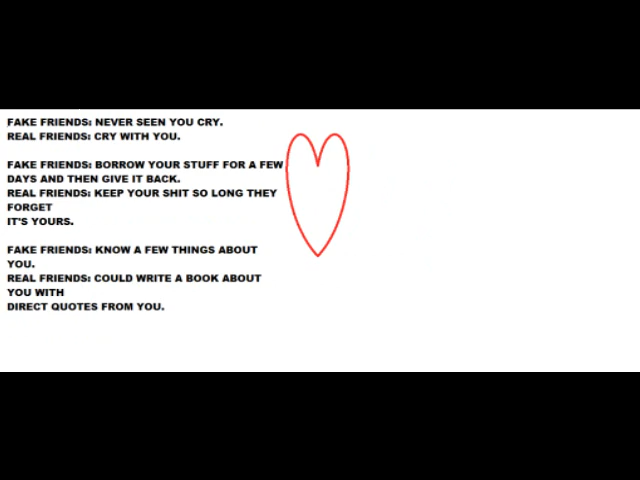 FAKE FRIENDS: NEVER SEEN YOU CRY.
REAL FRIENDS: CRY WITH YOU.
FAKE FRIENDS: BORROW YOUR STUFF FOR A FEW
DAYS AND THEN GIVE IT BACK.
REAL FRIENDS: KEEP YOUR SHIT SO LONG THEY
FORGET
IT'S YOURS.
FAKE FRIENDS: KNOW A FEW THINGS ABOUT
YOU.
REAL FRIENDS: COULD WRITE A BOOK ABOUT
YOU WITH
DIRECT QUOTES FROM YOU.